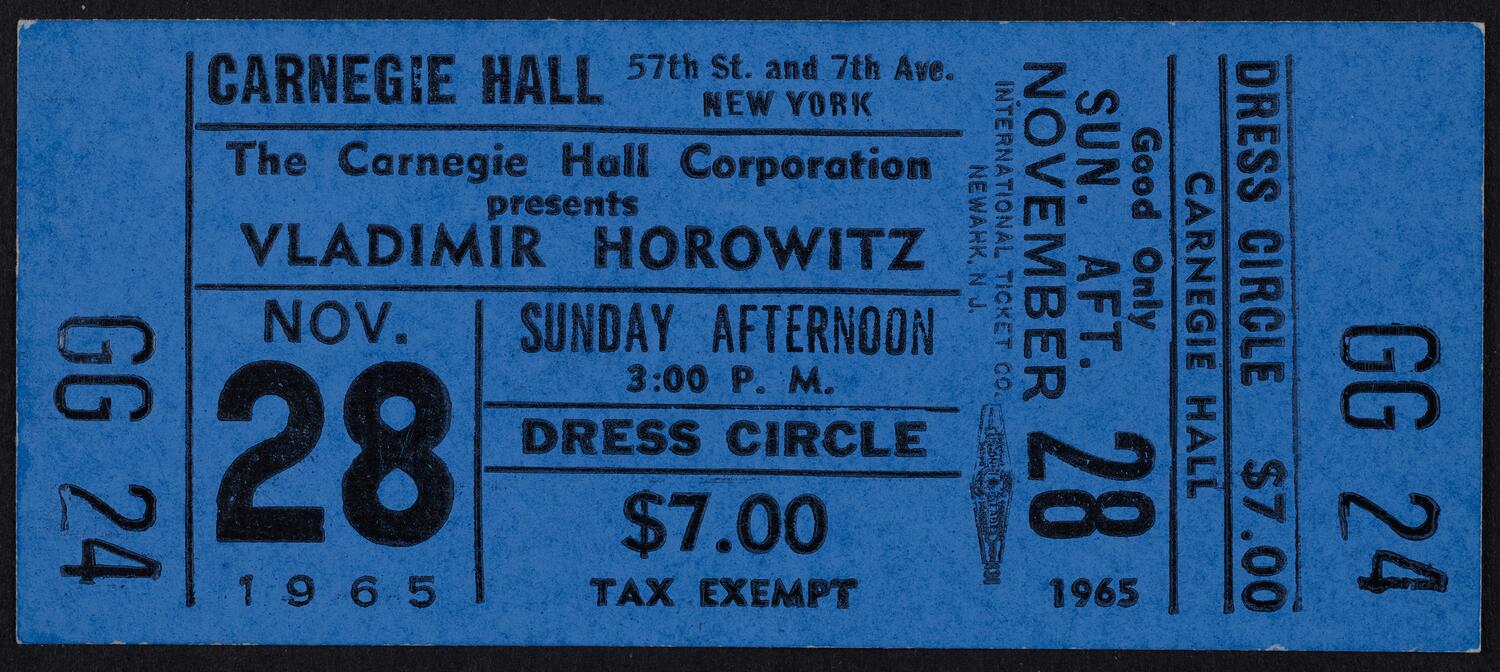 GG 24
CARNEGIE HALL
57th St. and 7th Ave.
NEW YORK
The Carnegie Hall Corporation
presents
VLADIMIR HOROWITZ
NOV.
28
1965
SUNDAY AFTERNOON
3:00 P. M.
DRESS CIRCLE
$7.00
TAX EXEMPT
Good Only
SUN. AFT.
NOVEMBER 28
1965
INTERNATIONAL TICKET CO.
NEWARK, N. J.
DRESS CIRCLE $7.00
CARNEGIE HALL
GG 24